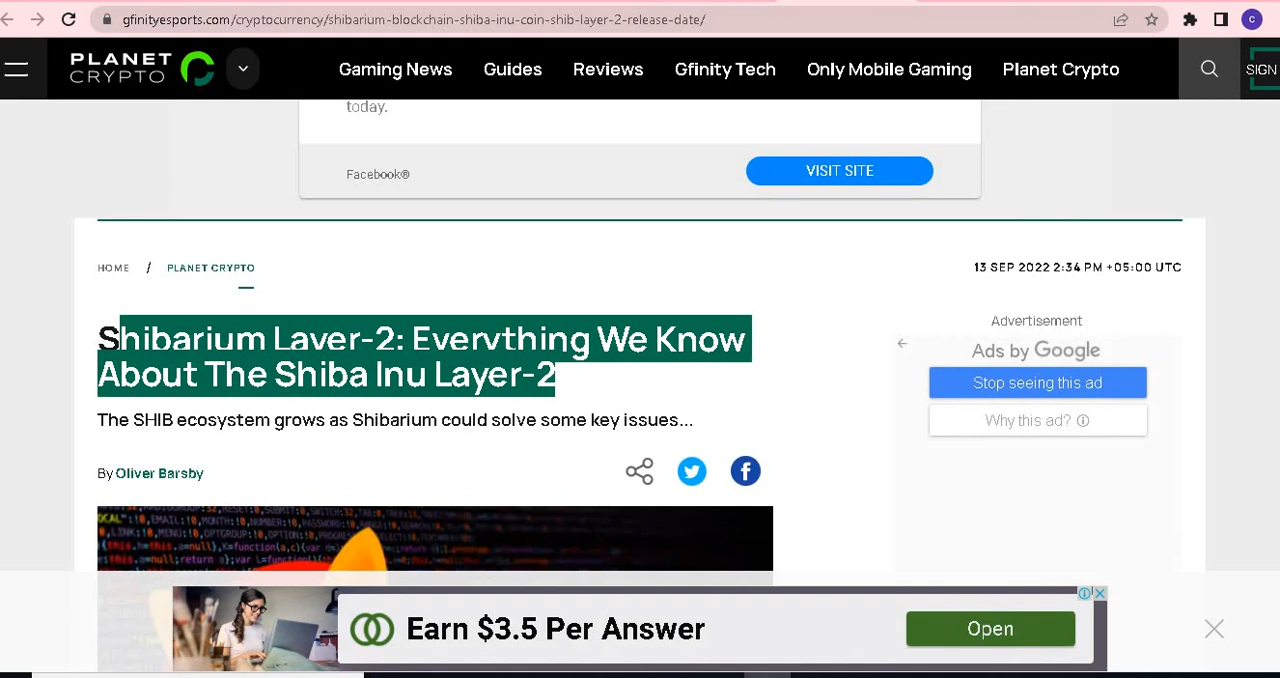 gfinityesports.com/cryptocurrency/shibarium-blockchain-shiba-inu-coin-shib-layer-2-release-date/
C
PLANET
CRYPTO
Gaming News Guides Reviews Gfinity Tech Only Mobile Gaming Planet Crypto
SIGN
today.
Facebook®
VISIT SITE
HOME / PLANET CRYPTO
13 SEP 2022 2:34 PM +05:00 UTC
Shibarium Layer-2: Everything We Know
About The Shiba Inu Layer-2
The SHIB ecosystem grows as Shibarium could solve some key issues...
By Oliver Barsby
Advertisement
Ads by Google
Stop seeing this ad
Why this ad?
Earn $3.5 Per Answer
Open